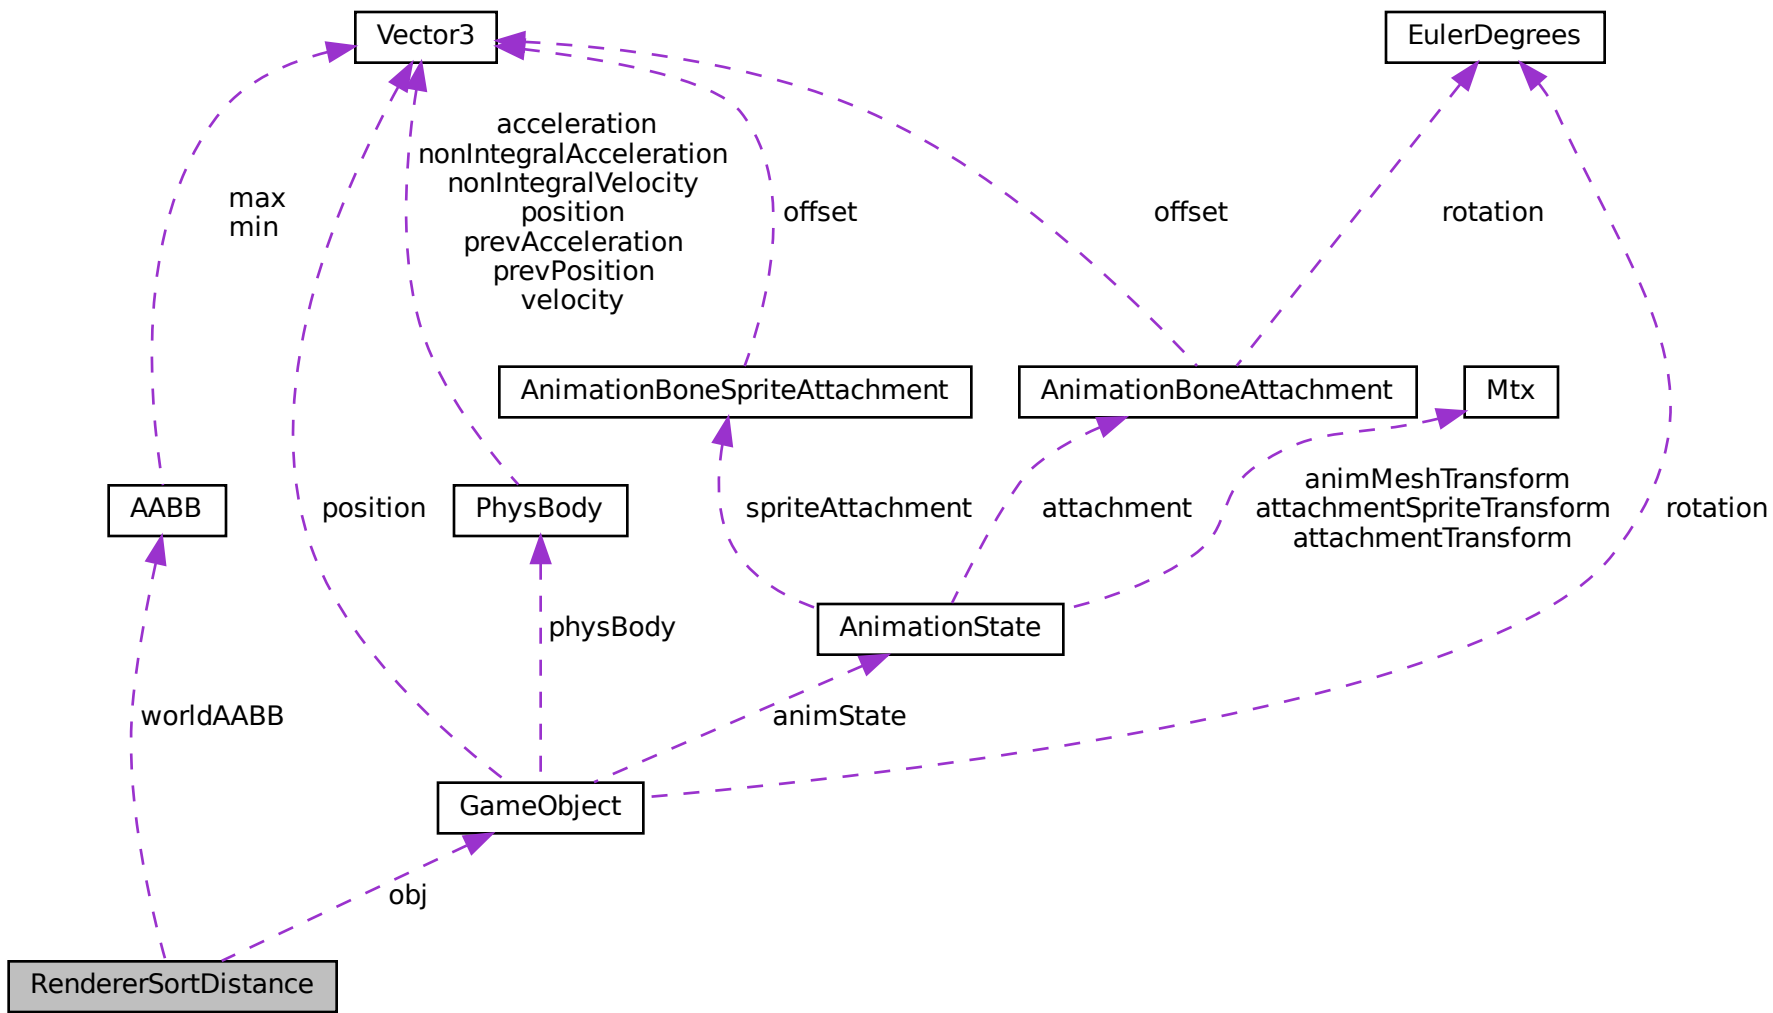 Vector3
EulerDegrees
acceleration
nonIntegralAcceleration
nonIntegralVelocity
position
prevAcceleration
prevPosition
velocity
max
min
offset
offset
rotation
AnimationBoneSpriteAttachment
AnimationBoneAttachment
Mtx
AABB
position
PhysBody
spriteAttachment
attachment
animMeshTransform
attachmentSpriteTransform
attachmentTransform
rotation
physBody
AnimationState
worldAABB
animState
GameObject
obj
RendererSortDistance